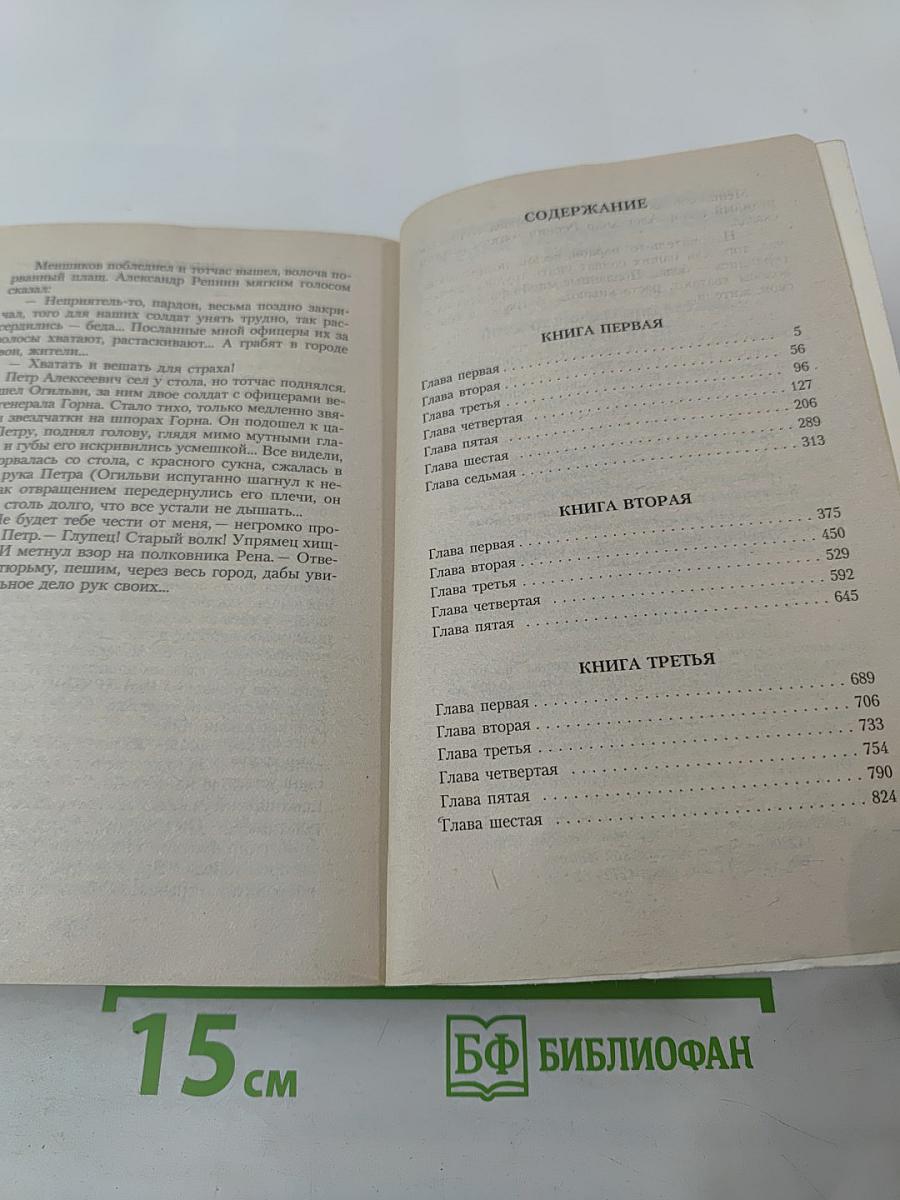 Меншиков побледнел и тотчас вышел, волоча по-
рванный плащ. Александр Репнин мягким голосом
сказал:
— Неприятель-то, пардон, весьма поздно закри-
чал, того для наших солдат унять трудно, так рас-
сердились — беда... Посланные мной офицеры их за
волосы хватают, растаскивают... А грабят в городе
свои, жители...
— Хватать и вешать для страха!
Петр Алексеевич сел у стола, но тотчас поднялся.
шел Огильви, за ним двое солдат с офицерами ве-
генерала Горна. Стало тихо, только медленно звя-
и звездчатки на шпорах Горна. Он подошел к ца-
Петру, поднял голову, глядя мимо мутными гла-
и губы его искривились усмешкой... Все видели,
орвалась со стола, с красного сукна, сжалась в
рука Петра (Огильви испуганно шагнул к не-
ак отвращением передернулись его плечи, он
столь долго, что все устали не дышать...
Не будет тебе чести от меня, — негромко про-
Петр. — Глупец! Старый волк! Упрямец хищ-
И метнул взор на полковника Рена. — Отве-
тюрьму, пешим, через весь город, дабы уви-
льное дело рук своих...
СОДЕРЖАНИЕ
КНИГА ПЕРВАЯ
Глава первая . . . . . . . . . . 5
Глава вторая . . . . . . . . . . 56
Глава третья . . . . . . . . . . 96
Глава четвертая . . . . . . . . . . 127
Глава пятая . . . . . . . . . . 206
Глава шестая . . . . . . . . . . 289
Глава седьмая . . . . . . . . . . 313
КНИГА ВТОРАЯ
Глава первая . . . . . . . . . . 375
Глава вторая . . . . . . . . . . 450
Глава третья . . . . . . . . . . 529
Глава четвертая . . . . . . . . . . 592
Глава пятая . . . . . . . . . . 645
КНИГА ТРЕТЬЯ
Глава первая . . . . . . . . . . 689
Глава вторая . . . . . . . . . . 706
Глава третья . . . . . . . . . . 733
Глава четвертая . . . . . . . . . . 754
Глава пятая . . . . . . . . . . 790
Глава шестая . . . . . . . . . . 824
15 см
БФ БИБЛИОФАН